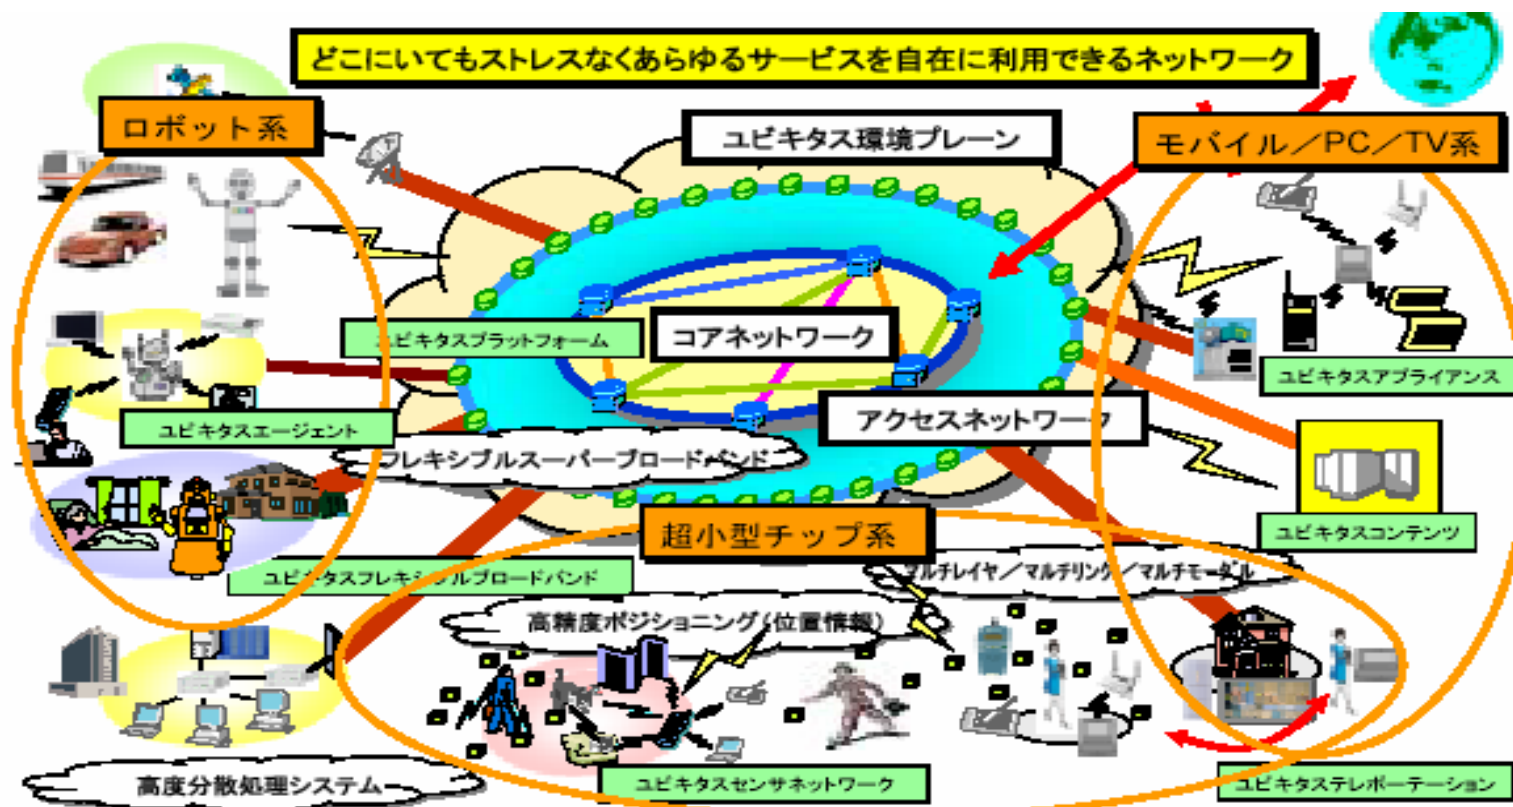 どこにいてもストレスなくあらゆるサービスを自在に利用できるネットワーク
ロボット系
ユビキタス環境プレーン
モバイル／PC／TV系
ユビキタスプラットフォーム
コアネットワーク
ユビキタスアプライアンス
アクセスネットワーク
ユビキタスエージェント
フレキシブルスーパーブロードバンド
ユビキタスコンテンツ
超小型チップ系
ユビキタスフレキシブルブロードバンド
マルチレイヤ／マルチリンク／マルチモーダル
高精度ポジショニング(位置情報)
高度分散処理システム
ユビキタスセンサネットワーク
ユビキタステレポーテーション